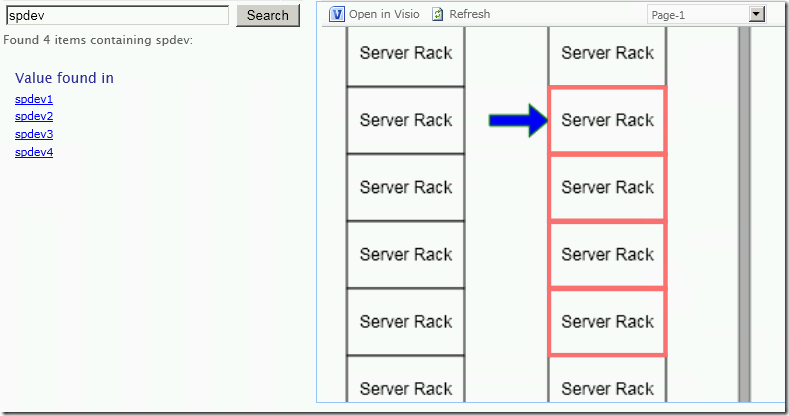 spdev
Search
Found 4 items containing spdev:
Value found in
spdev1
spdev2
spdev3
spdev4
Open in Visio
Refresh
Page-1
Server Rack
Server Rack
Server Rack
Server Rack
Server Rack
Server Rack
Server Rack
Server Rack
Server Rack
Server Rack
Server Rack
Server Rack